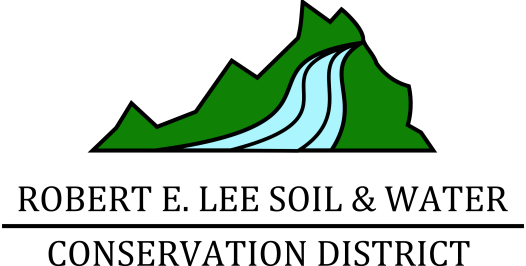 ROBERT E. LEE SOIL & WATER
CONSERVATION DISTRICT